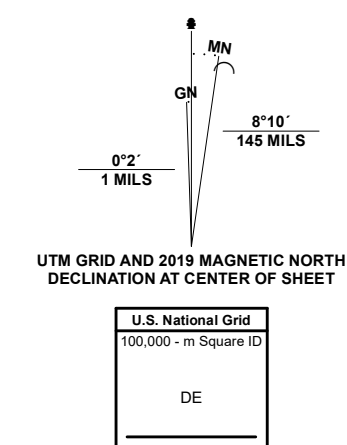 MN
GN
8°10´
145 MILS
0°2´
1 MILS
UTM GRID AND 2019 MAGNETIC NORTH
DECLINATION AT CENTER OF SHEET
U.S. National Grid
100,000 - m Square ID
DE